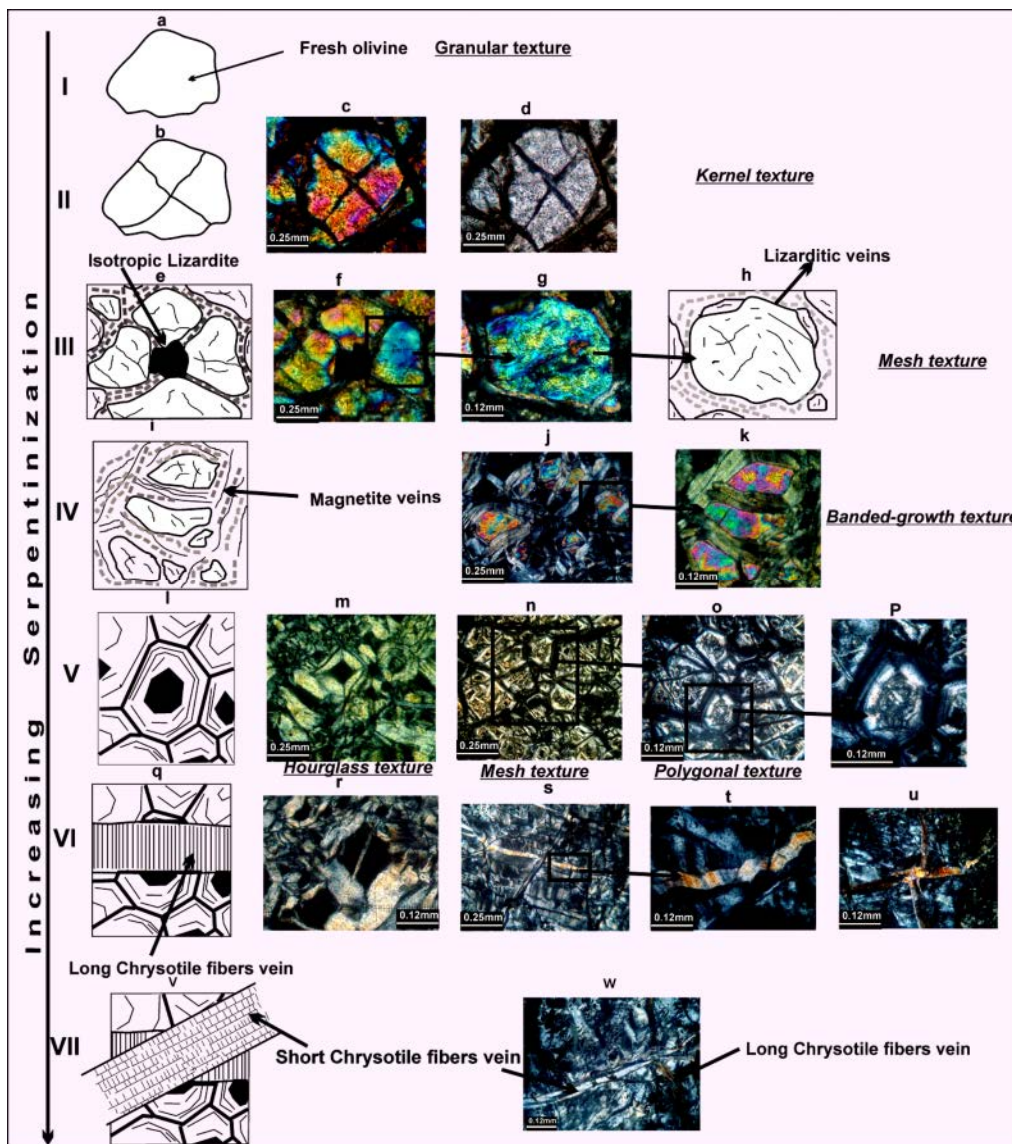 a
Fresh olivine Granular texture
I
b
c
d
II
Kernel texture
0.25mm
0.25mm
Isotropic Lizardite
Lizarditic veins
e
f
g
h
III
Mesh texture
0.25mm
0.12mm
i
j
k
IV
Magnetite veins
Banded-growth texture
0.25mm
0.12mm
l
m
n
o
P
V
0.25mm
0.25mm
0.12mm
0.12mm
Hourglass texture
Mesh texture
Polygonal texture
q
r
s
t
u
VI
0.12mm
0.25mm
0.12mm
0.12mm
Long Chrysotile fibers vein
v
w
VII
Short Chrysotile fibers vein
Long Chrysotile fibers vein
0.12mm
Increasing Serpentinization